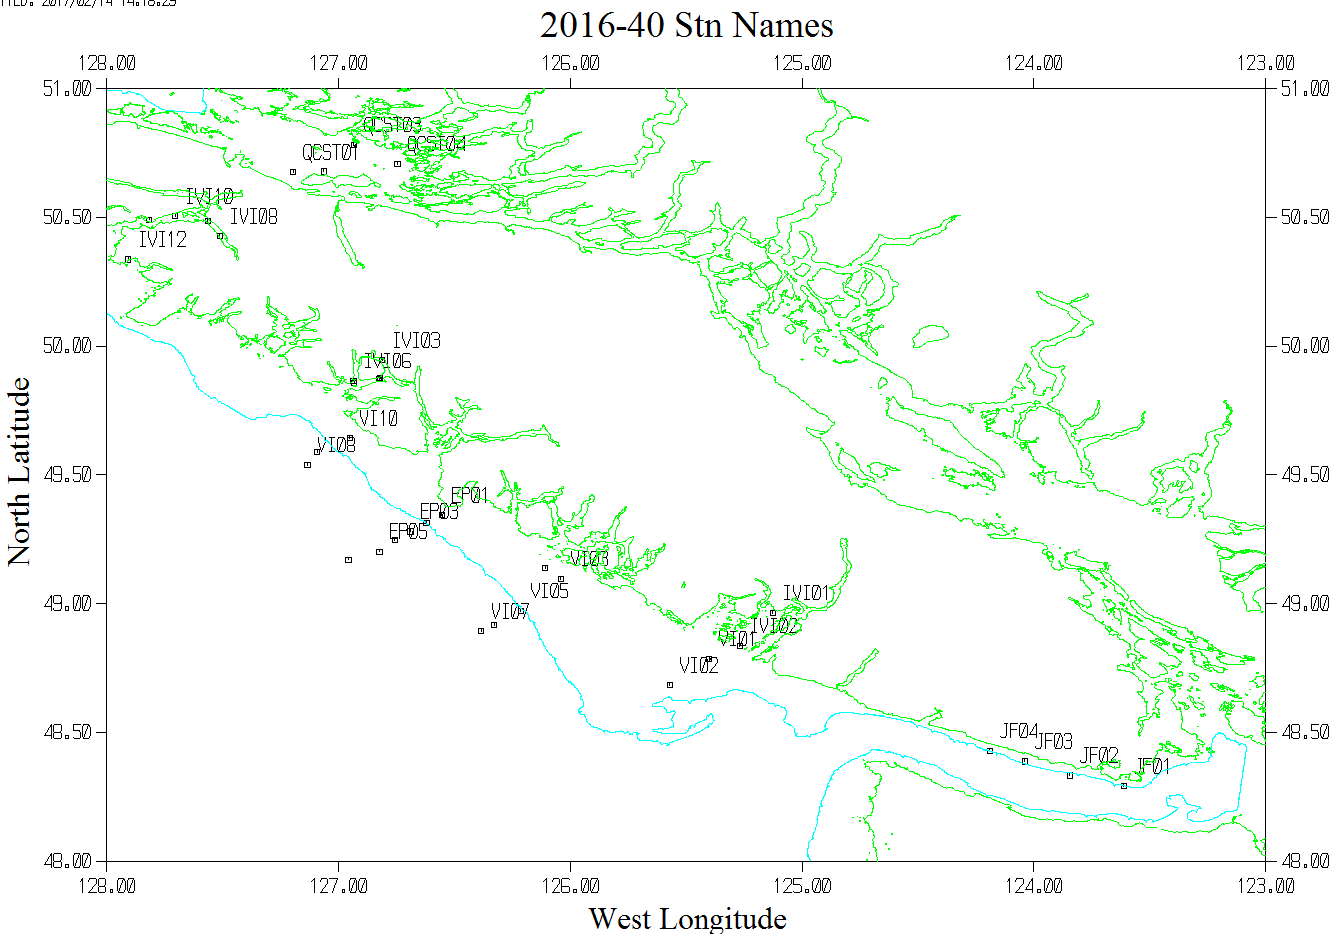 2016-40 Stn Names
128.00 127.00 126.00 125.00 124.00 123.00
51.00 51.00
QCST03
QCST04
QCST01
IVI10
50.50 IVI08 50.50
IVI12
IVI03
50.00 50.00
IVI06
VI10
VI08
49.50 49.50
EP01
EP03
EP05
VI03
VI05
IVI01
49.00 VI07 49.00
IVI02
VI01
VI02
48.50 JF04 48.50
JF03
JF02
JF01
48.00 48.00
128.00 127.00 126.00 125.00 124.00 123.00
West Longitude
North Latitude